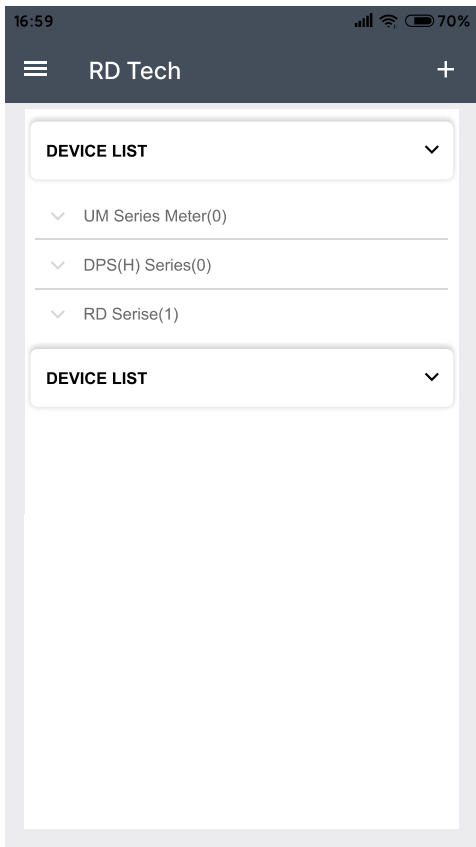 16:59 70%
RD Tech
DEVICE LIST
UM Series Meter(0)
DPS(H) Series(0)
RD Serise(1)
DEVICE LIST